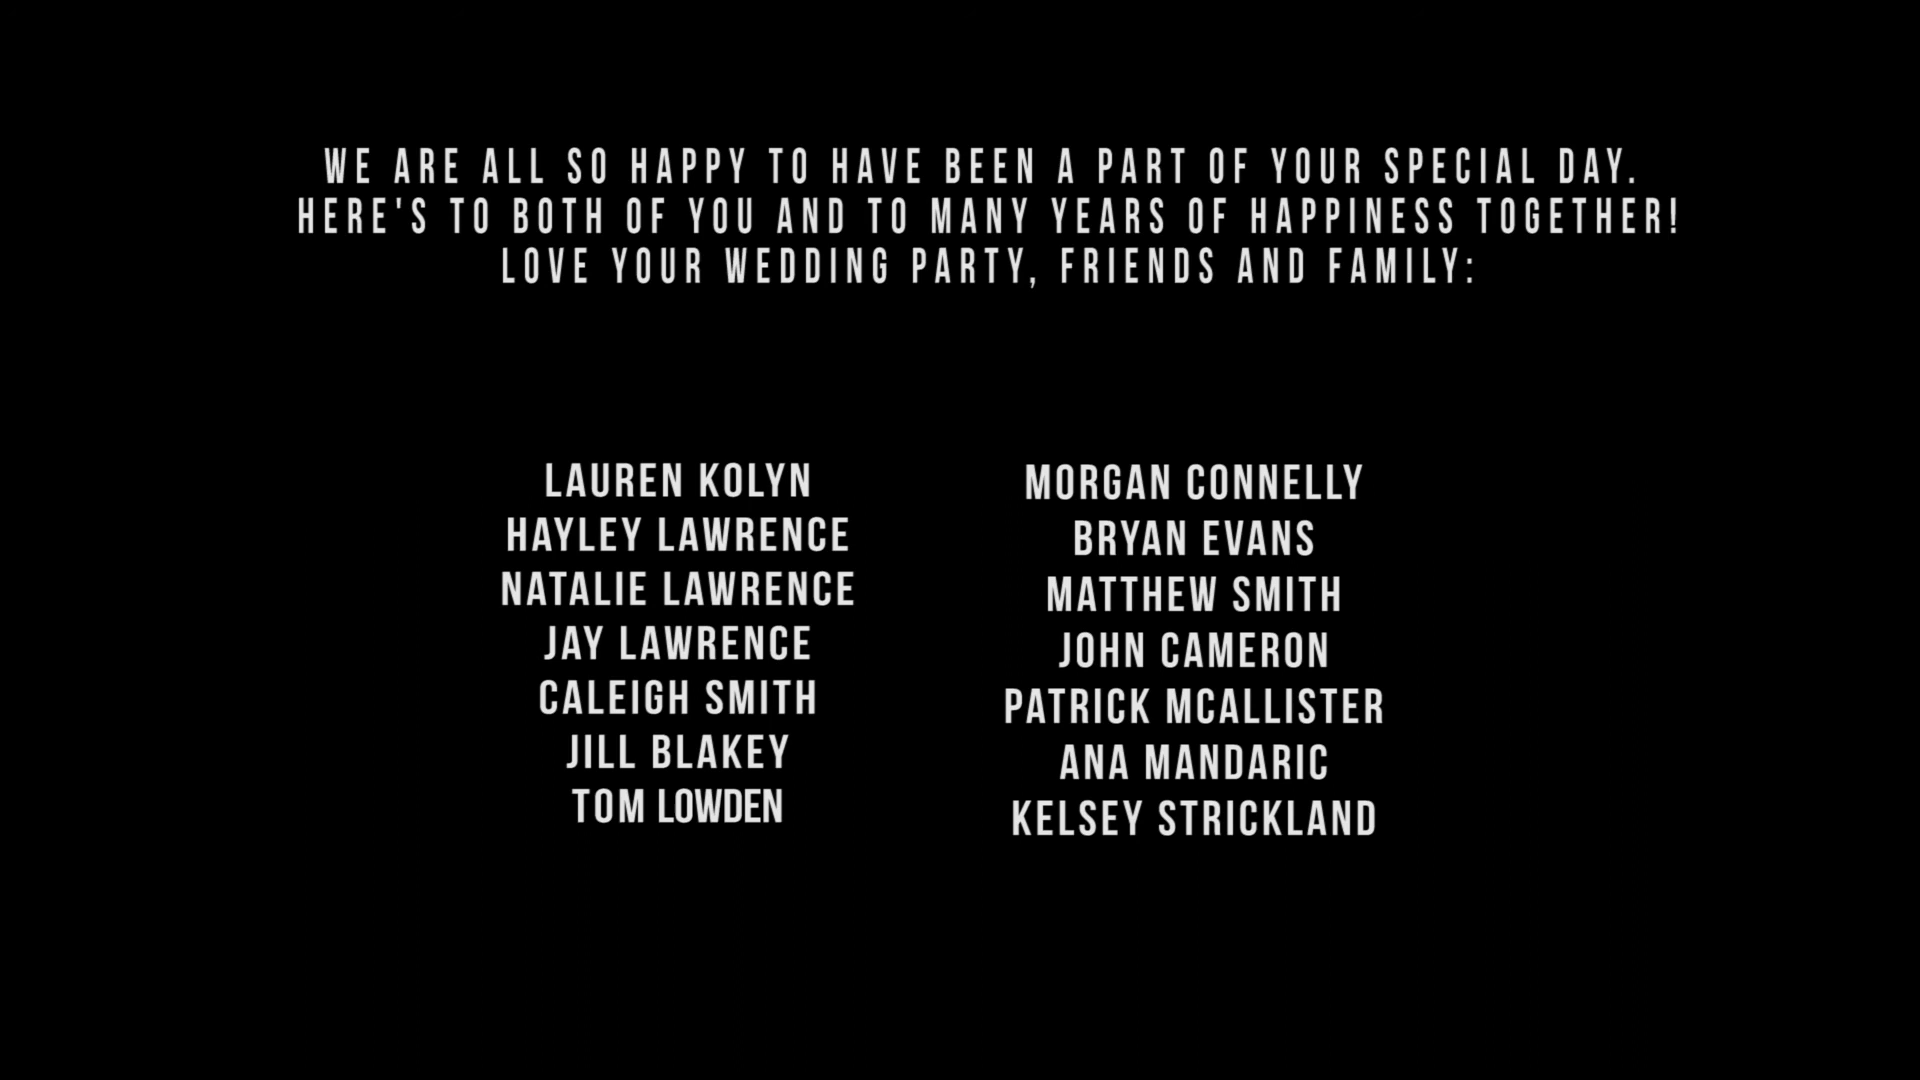 WE ARE ALL SO HAPPY TO HAVE BEEN A PART OF YOUR SPECIAL DAY.
HERE'S TO BOTH OF YOU AND TO MANY YEARS OF HAPPINESS TOGETHER!
LOVE YOUR WEDDING PARTY, FRIENDS AND FAMILY:
LAUREN KOLYN
HAYLEY LAWRENCE
NATALIE LAWRENCE
JAY LAWRENCE
CALEIGH SMITH
JILL BLAKEY
TOM LOWDEN
MORGAN CONNELLY
BRYAN EVANS
MATTHEW SMITH
JOHN CAMERON
PATRICK MCALLISTER
ANA MANDARIC
KELSEY STRICKLAND